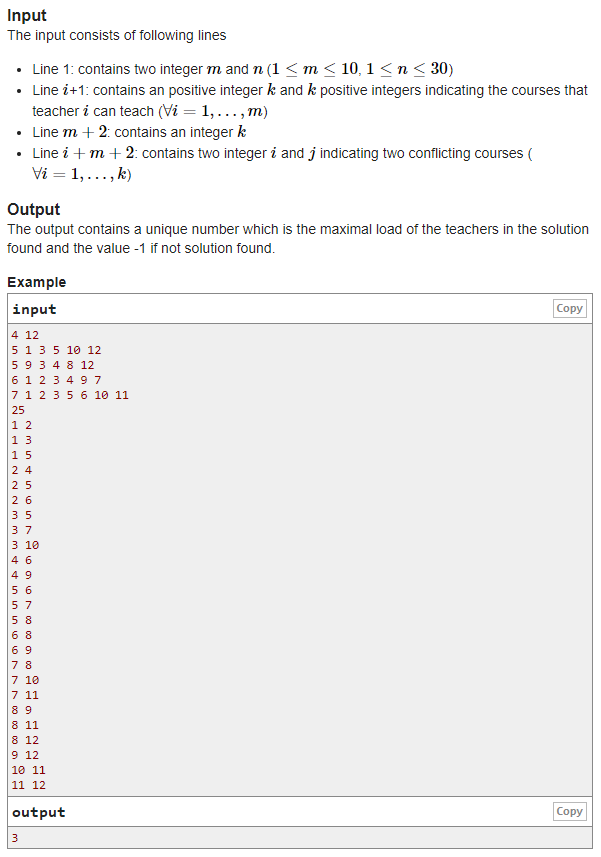 Input
The input consists of following lines
• Line 1: contains two integer m and n (1 ≤ m ≤ 10, 1 ≤ n ≤ 30)
• Line i+1: contains an positive integer k and k positive integers indicating the courses that
teacher i can teach (∀i = 1, . . . , m)
• Line m + 2: contains an integer k
• Line i + m + 2: contains two integer i and j indicating two conflicting courses (
∀i = 1, . . . , k)
Output
The output contains a unique number which is the maximal load of the teachers in the solution
found and the value -1 if not solution found.
Example
input Copy
4 12
5 1 3 5 10 12
5 9 3 4 8 12
6 1 2 3 4 9 7
7 1 2 3 5 6 10 11
25
1 2
1 3
1 5
2 4
2 5
2 6
3 5
3 7
3 10
4 6
4 9
5 6
5 7
5 8
6 8
6 9
7 8
7 10
7 11
8 9
8 11
8 12
9 12
10 11
11 12
output Copy
3